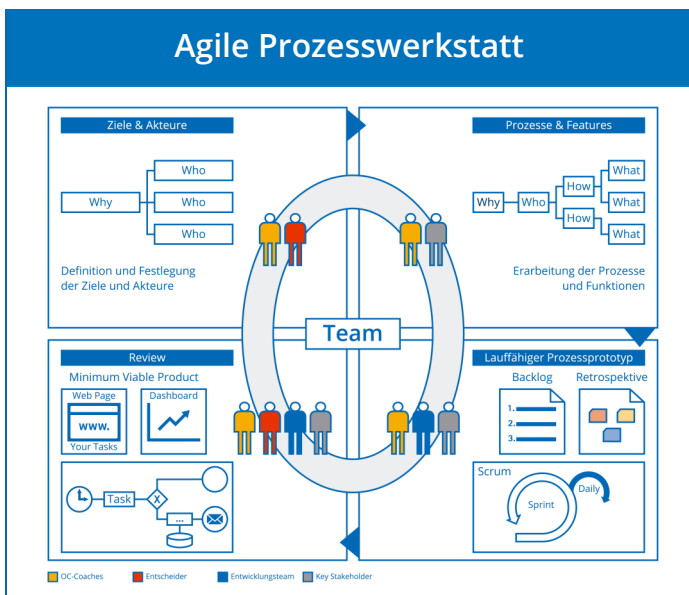 Agile Prozesswerkstatt
Ziele & Akteure
Why
Who
Who
Who
Definition und Festlegung
der Ziele und Akteure
Prozesse & Features
Why
Who
How
How
What
What
What
Erarbeitung der Prozesse
und Funktionen
Team
Review
Minimum Viable Product
Web Page
www.
Your Tasks
Dashboard
Task
X
...
Lauffähiger Prozessprototyp
Backlog
1.
2.
3.
Retrospektive
Scrum
Sprint
Daily
OC-Coaches
Entscheider
Entwicklungsteam
Key Stakeholder